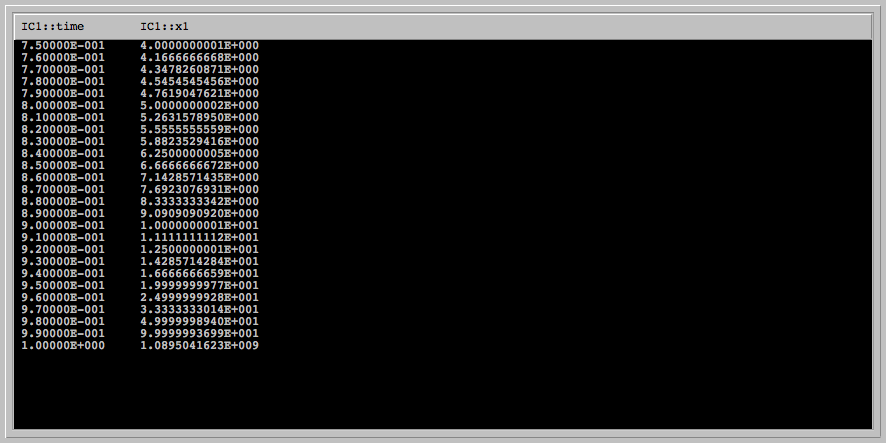 IC1::time IC1::x1
7.50000E-001 4.0000000001E+000
7.60000E-001 4.1666666668E+000
7.70000E-001 4.3478260871E+000
7.80000E-001 4.5454545456E+000
7.90000E-001 4.7619047621E+000
8.00000E-001 5.0000000002E+000
8.10000E-001 5.2631578950E+000
8.20000E-001 5.5555555559E+000
8.30000E-001 5.8823529416E+000
8.40000E-001 6.2500000005E+000
8.50000E-001 6.6666666672E+000
8.60000E-001 7.1428571435E+000
8.70000E-001 7.6923076931E+000
8.80000E-001 8.3333333342E+000
8.90000E-001 9.0909090920E+000
9.00000E-001 1.0000000001E+001
9.10000E-001 1.1111111112E+001
9.20000E-001 1.2500000001E+001
9.30000E-001 1.4285714284E+001
9.40000E-001 1.6666666659E+001
9.50000E-001 1.9999999977E+001
9.60000E-001 2.4999999928E+001
9.70000E-001 3.3333333014E+001
9.80000E-001 4.9999998940E+001
9.90000E-001 9.9999993699E+001
1.00000E+000 1.0895041623E+009